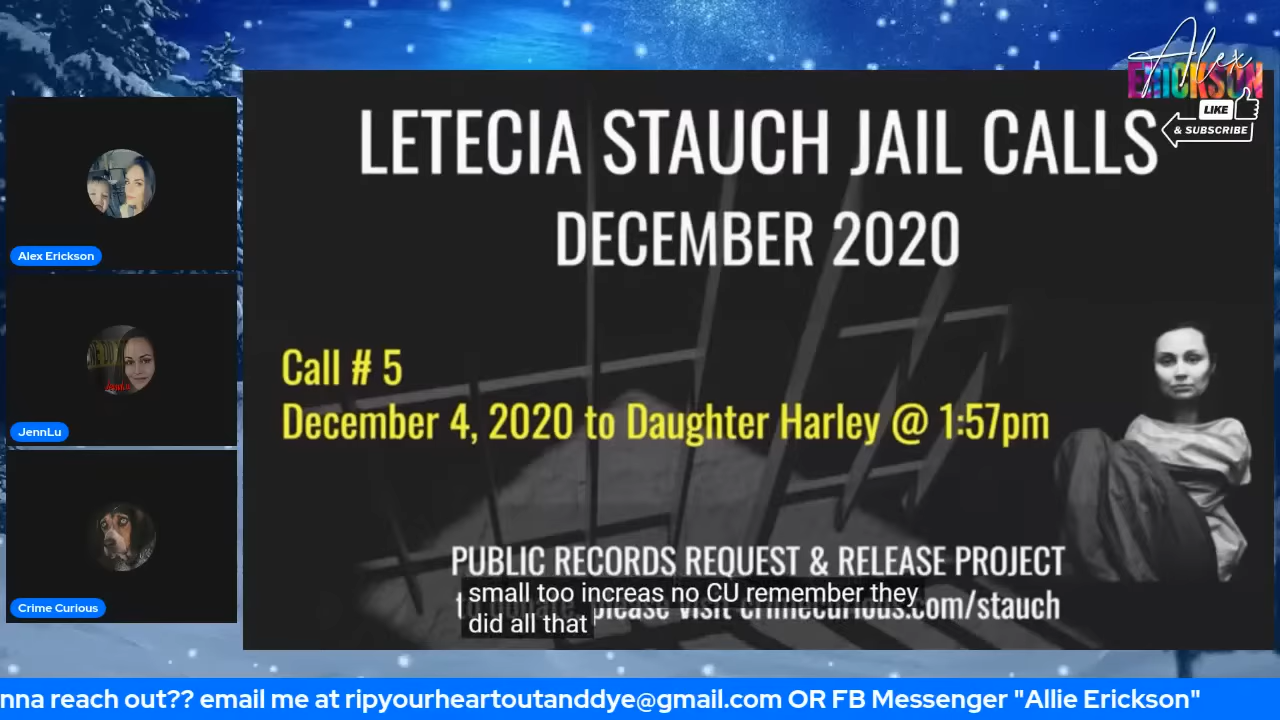 Alex
ERICKSON
LIKE
& SUBSCRIBE
LETECIA STAUCH JAIL CALLS
DECEMBER 2020
Alex Erickson
JennLu
Crime Curious
Call # 5
December 4, 2020 to Daughter Harley @ 1:57pm
PUBLIC RECORDS REQUEST & RELEASE PROJECT
to donate, please visit crimecurious.com/stauch
small too increas no CU remember they
did all that
nna reach out?? email me at ripyourheartoutanddye@gmail.com OR FB Messenger "Allie Erickson"